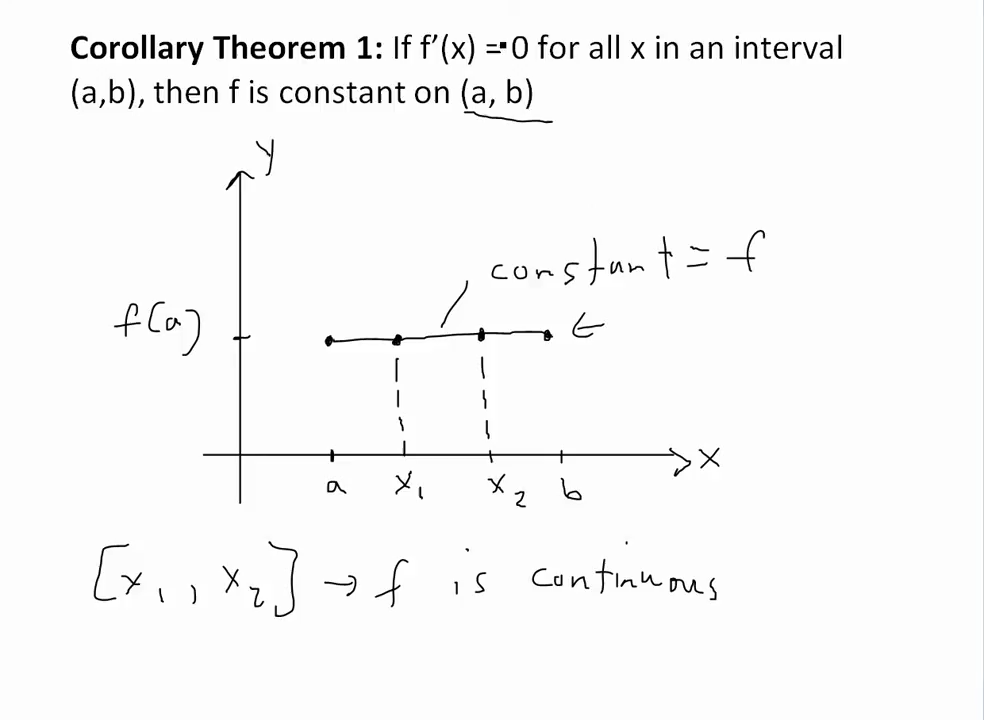 Corollary Theorem 1: If f'(x) = 0 for all x in an interval
(a,b), then f is constant on (a, b)
y
constant = f
f(a)
x
a x₁ x₂ b
[x₁, x₂] → f is continuous